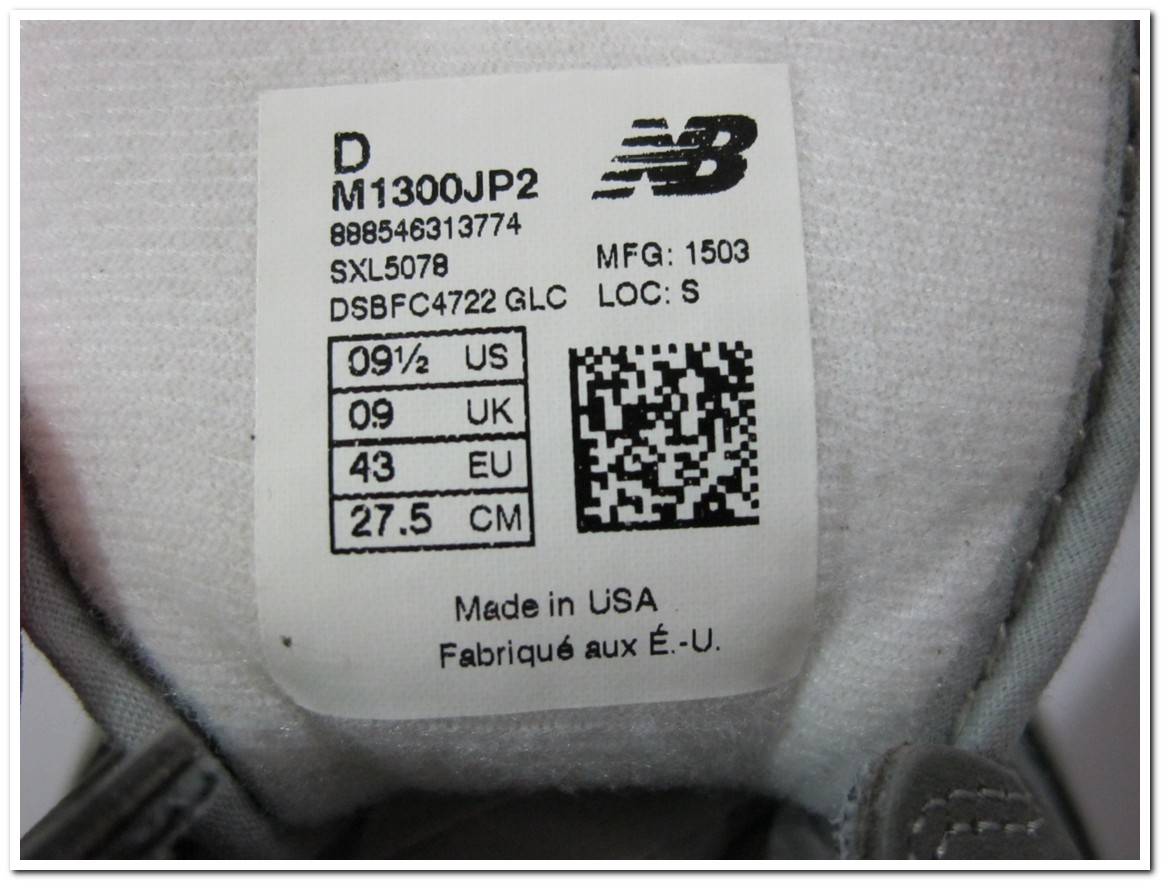 D
NB
M1300JP2
888546313774
SXL5078
MFG: 1503
DSBFC4722 GLC
LOC: S
09½ US
09 UK
43 EU
27.5 CM
Made in USA
Fabriqué aux É.-U.